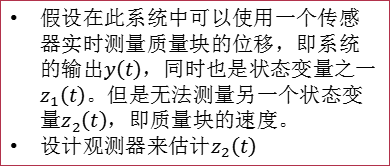 • 假设在此系统中可以使用一个传感
器实时测量质量块的位移，即系统
的输出y(t)，同时也是状态变量之一
z₁(t)。但是无法测量另一个状态变
量z₂(t)，即质量块的速度。
• 设计观测器来估计z₂(t)